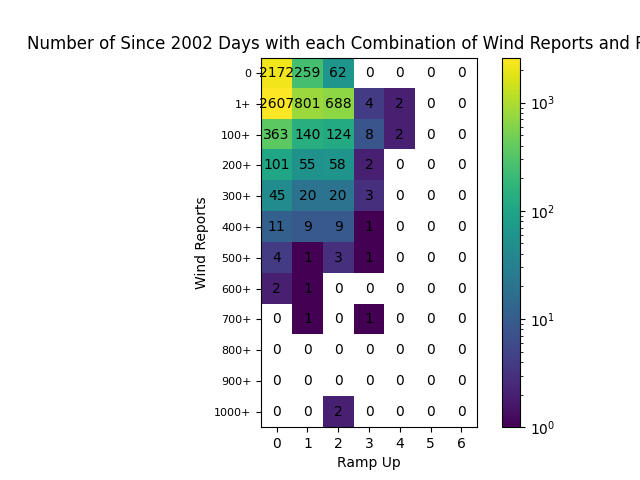 Number of Since 2002 Days with each Combination of Wind Reports and
0 2172 259 62 0 0 0 0
1+ 2607 801 688 4 2 0 0
100+ 363 140 124 8 2 0 0
200+ 101 55 58 2 0 0 0
300+ 45 20 20 3 0 0 0
400+ 11 9 9 1 0 0 0
500+ 4 1 3 1 0 0 0
600+ 2 1 0 0 0 0 0
700+ 0 1 0 1 0 0 0
800+ 0 0 0 0 0 0 0
900+ 0 0 0 0 0 0 0
1000+ 0 0 2 0 0 0 0
0 1 2 3 4 5 6
Ramp Up
Wind Reports
10³
10²
10¹
10⁰